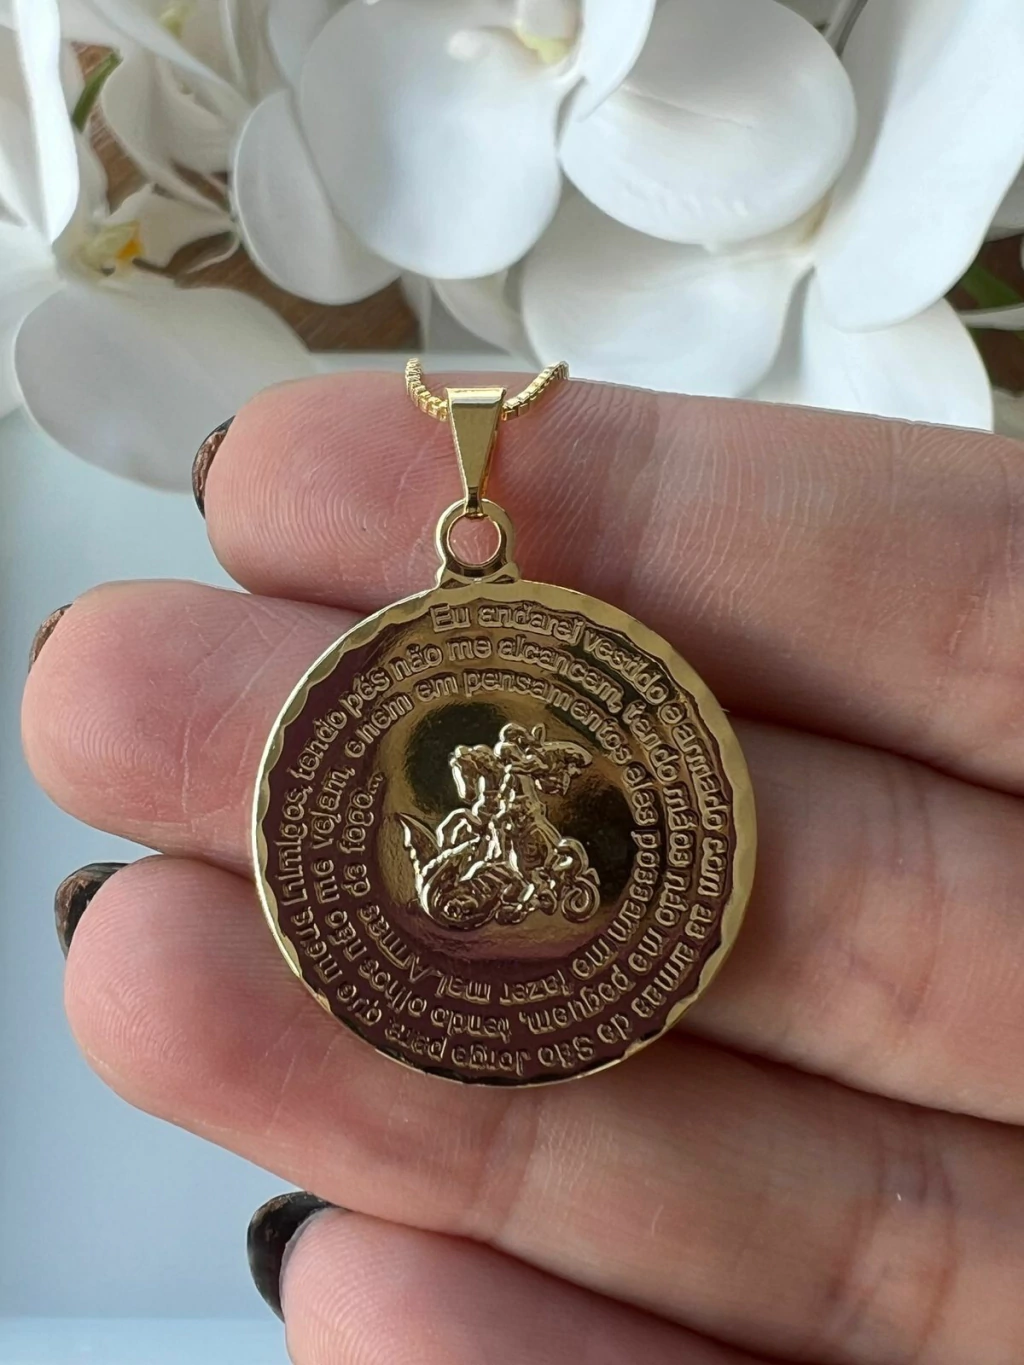 Eu andarei vestido e armado com as armas de São Jorge para que meus inimigos, tendo pés não me alcancem, tendo mãos não me peguem, tendo olhos não me vejam, e nem em pensamentos eles possam me fazer mal. Armas de fogo...